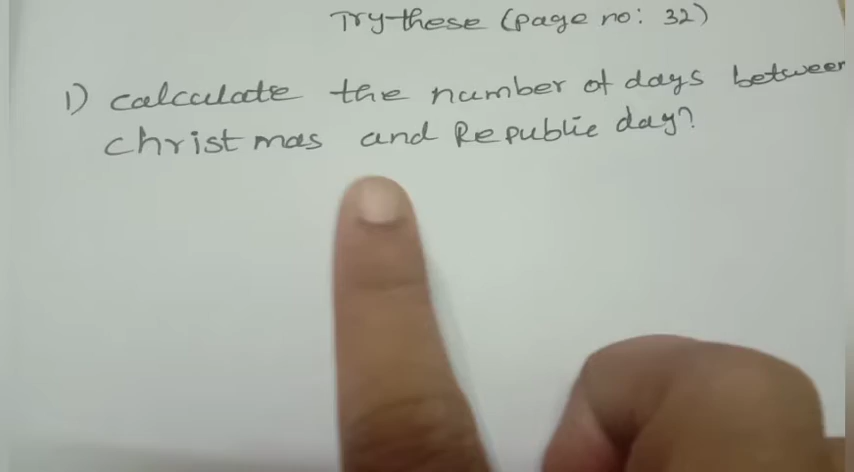 Try these (page no: 32)
1) calculate the number of days between
christmas and Republic day?